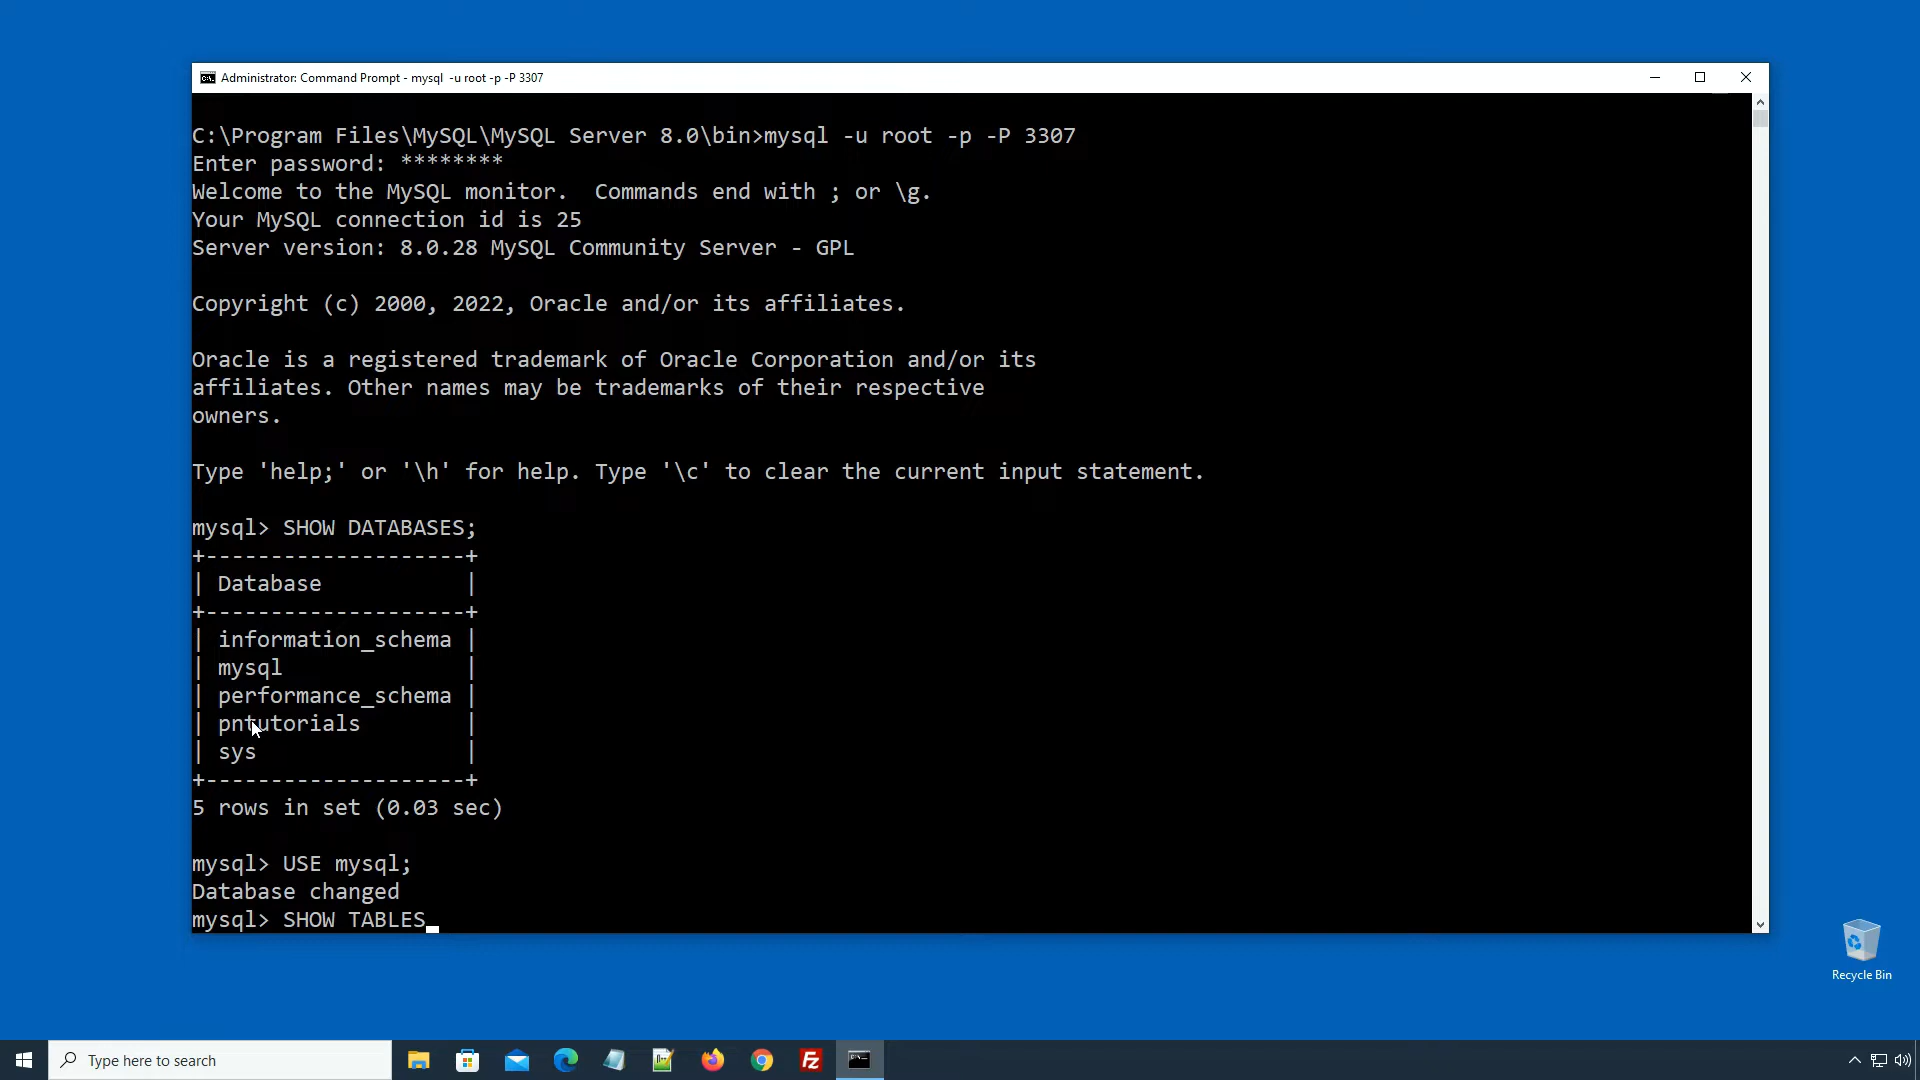 Administrator: Command Prompt - mysql  -u root -p -P 3307
C:\Program Files\MySQL\MySQL Server 8.0\bin>mysql -u root -p -P 3307
Enter password: ********
Welcome to the MySQL monitor.  Commands end with ; or \g.
Your MySQL connection id is 25
Server version: 8.0.28 MySQL Community Server - GPL
Copyright (c) 2000, 2022, Oracle and/or its affiliates.
Oracle is a registered trademark of Oracle Corporation and/or its
affiliates. Other names may be trademarks of their respective
owners.
Type 'help;' or '\h' for help. Type '\c' to clear the current input statement.
mysql> SHOW DATABASES;
+--------------------+
| Database           |
+--------------------+
| information_schema |
| mysql              |
| performance_schema |
| pntutorials        |
| sys                |
+--------------------+
5 rows in set (0.03 sec)
mysql> USE mysql;
Database changed
mysql> SHOW TABLES
Recycle Bin
Type here to search